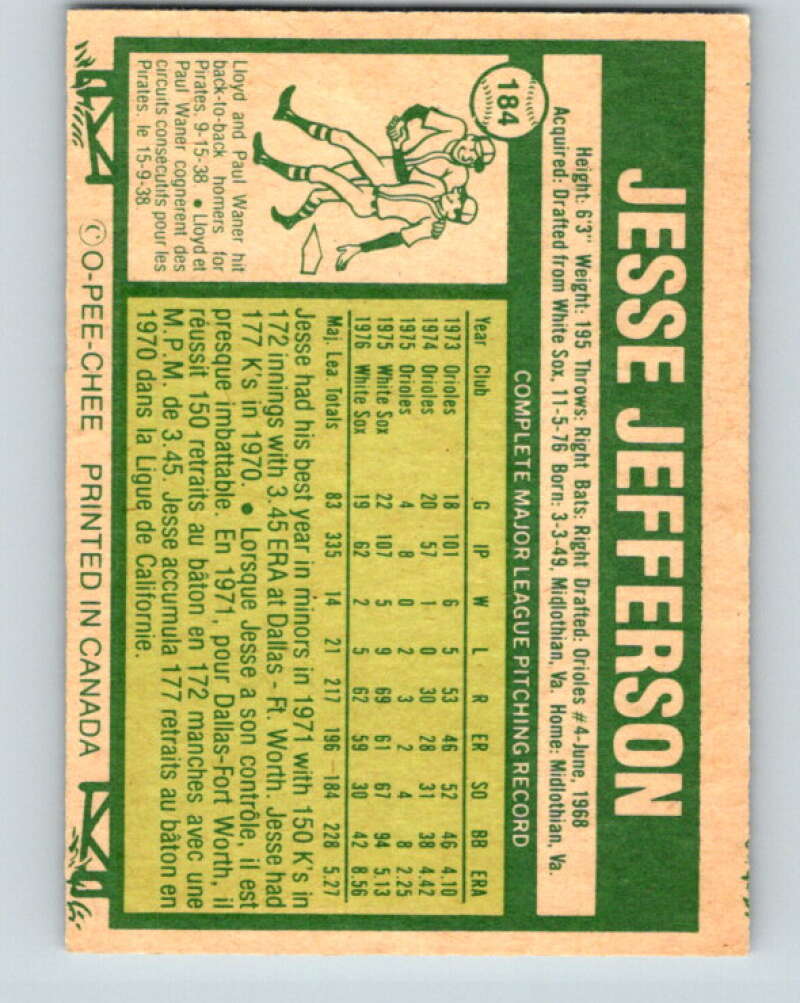 184
JESSE JEFFERSON
Height: 6'3" Weight: 195 Throws: Right Bats: Right Drafted: Orioles #4-June, 1968
Acquired: Drafted from White Sox, 11-5-76 Born: 3-3-49, Midlothian, Va. Home: Midlothian, Va.
COMPLETE MAJOR LEAGUE PITCHING RECORD
Year Club G IP W L R ER SO BB ERA
1973 Orioles 18 101 6 5 53 46 52 46 4.10
1974 Orioles 20 57 1 0 30 28 31 38 4.42
1975 Orioles 4 8 0 2 3 2 4 8 2.25
1975 White Sox 22 107 5 9 69 61 67 94 5.13
1976 White Sox 19 62 2 5 62 59 30 42 8.56
Maj. Lea. Totals 83 335 14 21 217 196 184 228 5.27
Jesse had his best year in minors in 1971 with 150 K's in
172 innings with 3.45 ERA at Dallas - Ft. Worth. Jesse had
177 K's in 1970. • Lorsque Jesse a son contrôle, il est
presque imbattable. En 1971, pour Dallas-Fort Worth, il
réussit 150 retraits au bâton en 172 manches avec une
M.P.M. de 3.45. Jesse accumula 177 retraits au bâton en
1970 dans la Ligue de Californie.
Lloyd and Paul Waner hit
back-to-back homers for
Pirates. 9-15-38 • Lloyd et
Paul Waner cognerent des
circuits consecutifs pour les
Pirates. le 15-9-38.
© O-PEE-CHEE PRINTED IN CANADA